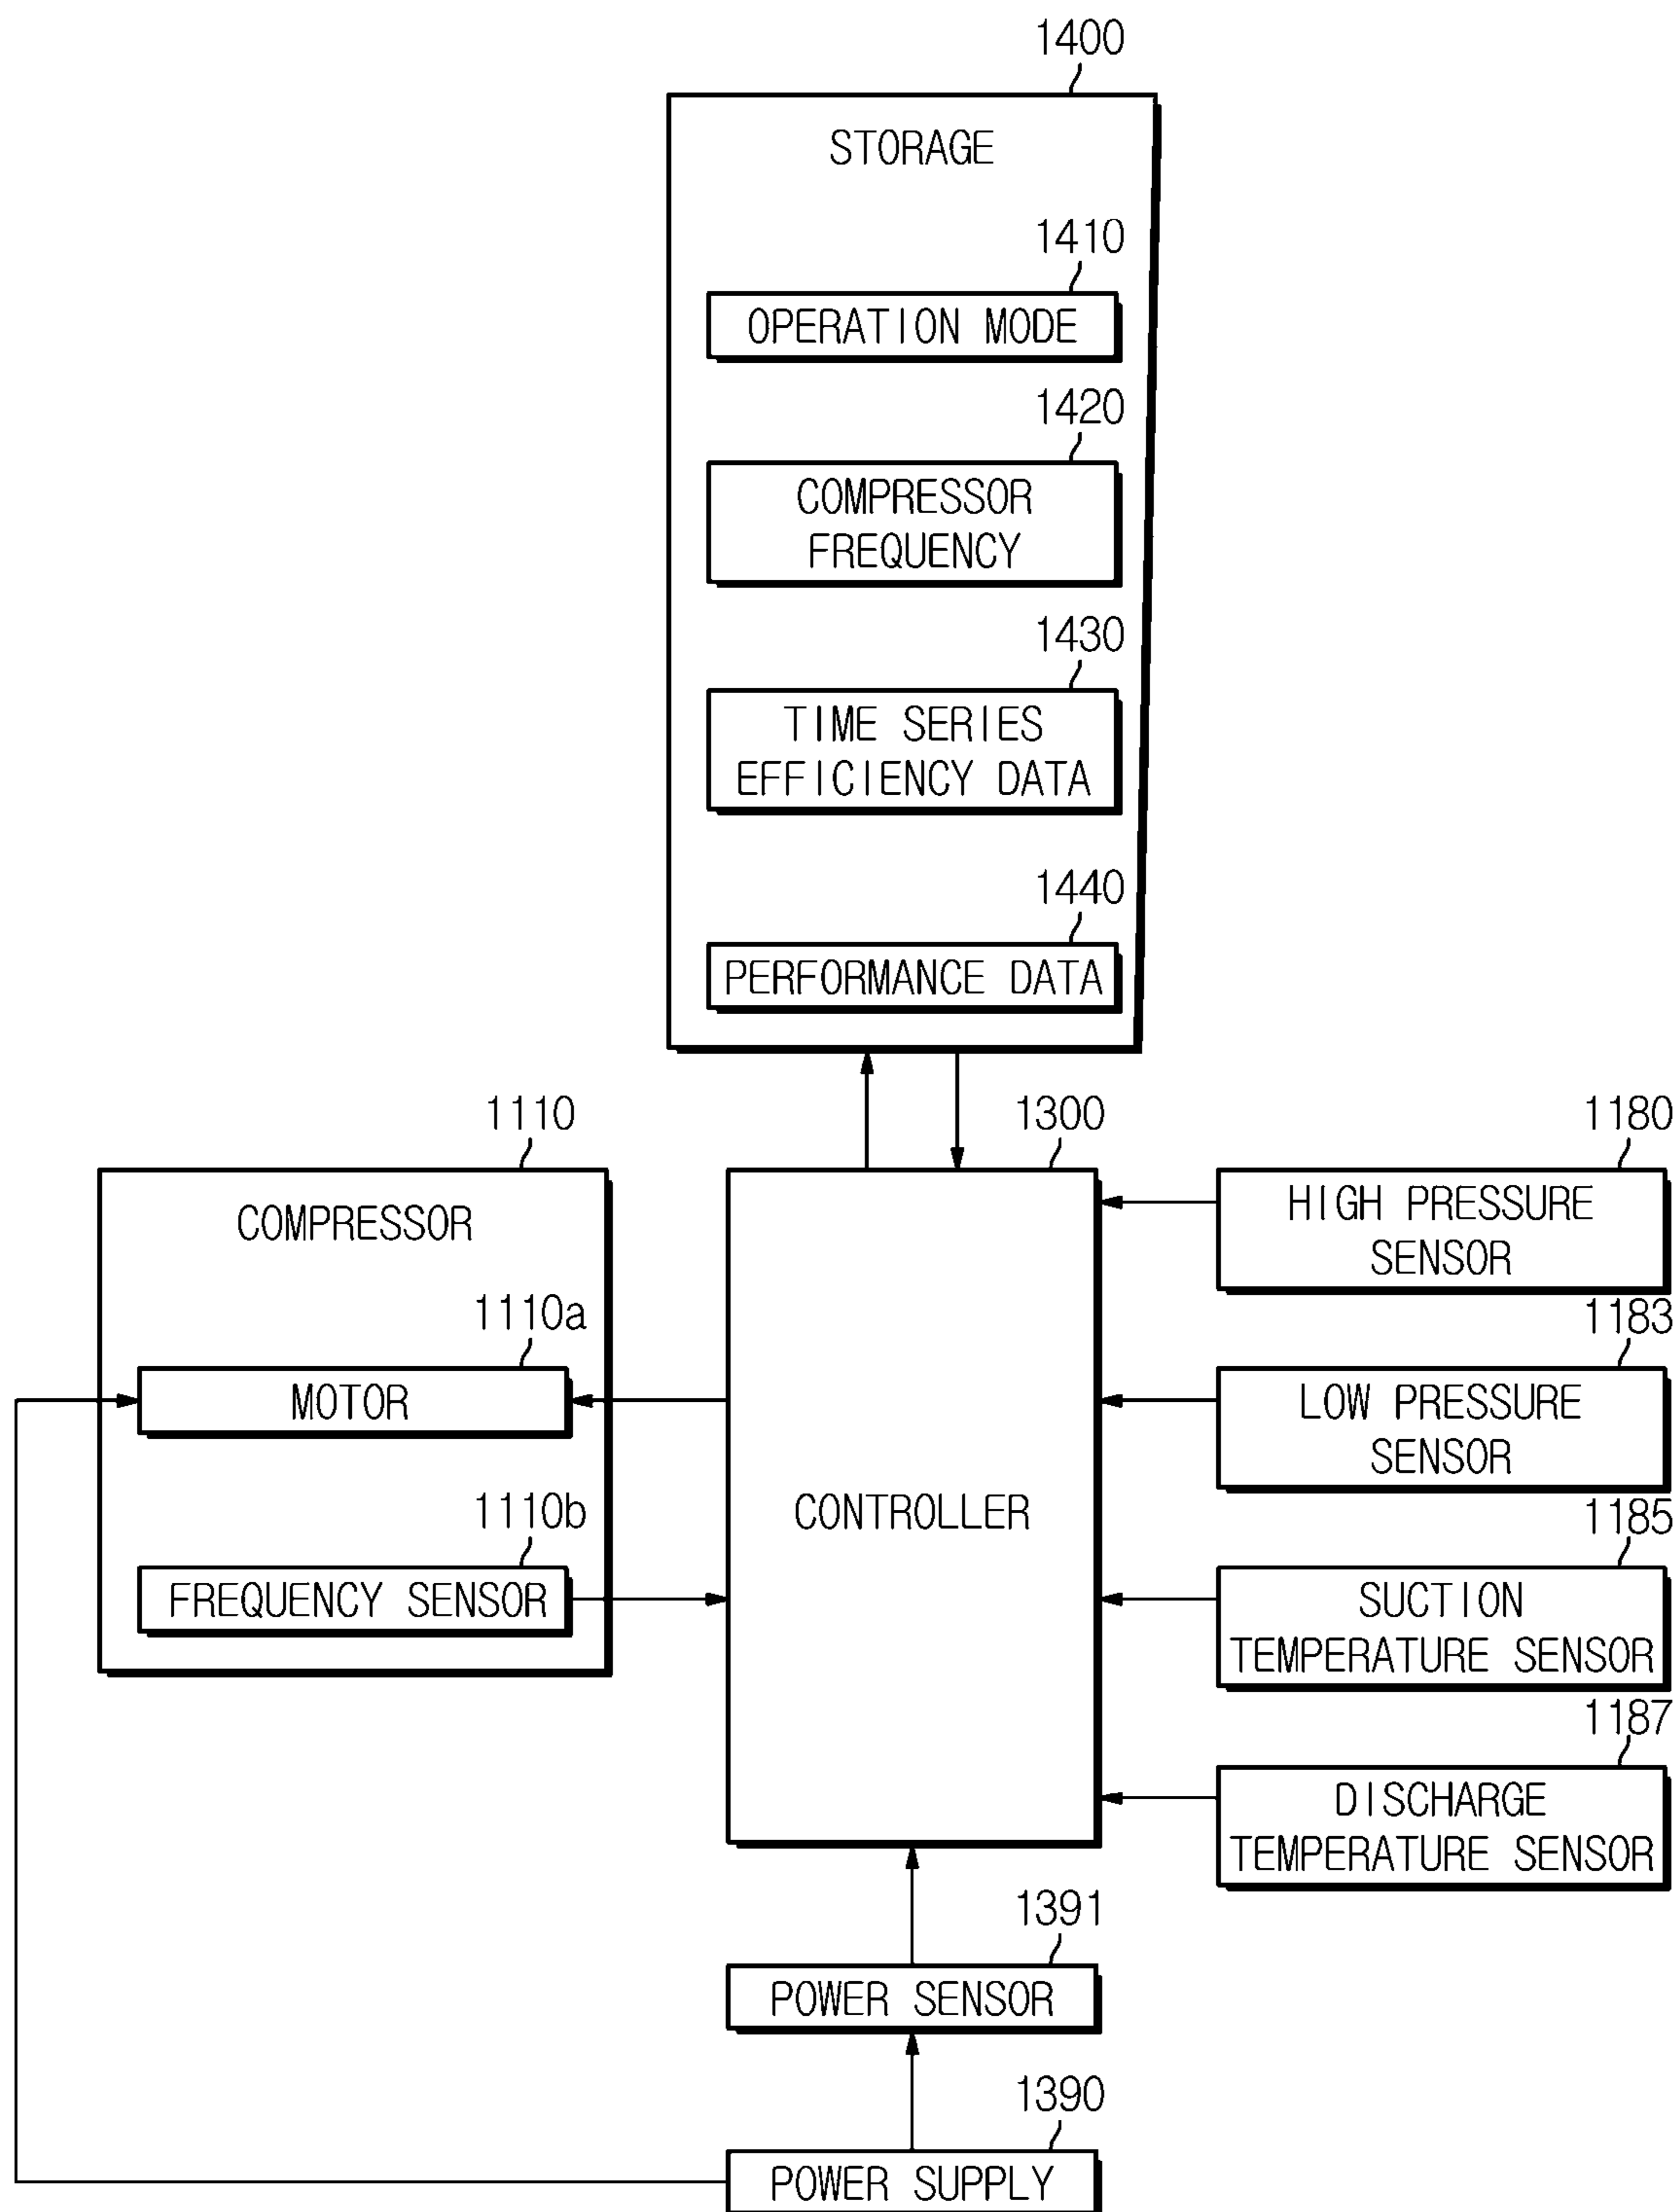 1400
STORAGE
1410
OPERATION MODE
1420
COMPRESSOR
FREQUENCY
1430
TIME SERIES
EFFICIENCY DATA
1440
PERFORMANCE DATA
1110
COMPRESSOR
1110a
MOTOR
1110b
FREQUENCY SENSOR
1300
CONTROLLER
1180
HIGH PRESSURE
SENSOR
1183
LOW PRESSURE
SENSOR
1185
SUCTION
TEMPERATURE SENSOR
1187
DISCHARGE
TEMPERATURE SENSOR
1391
POWER SENSOR
1390
POWER SUPPLY